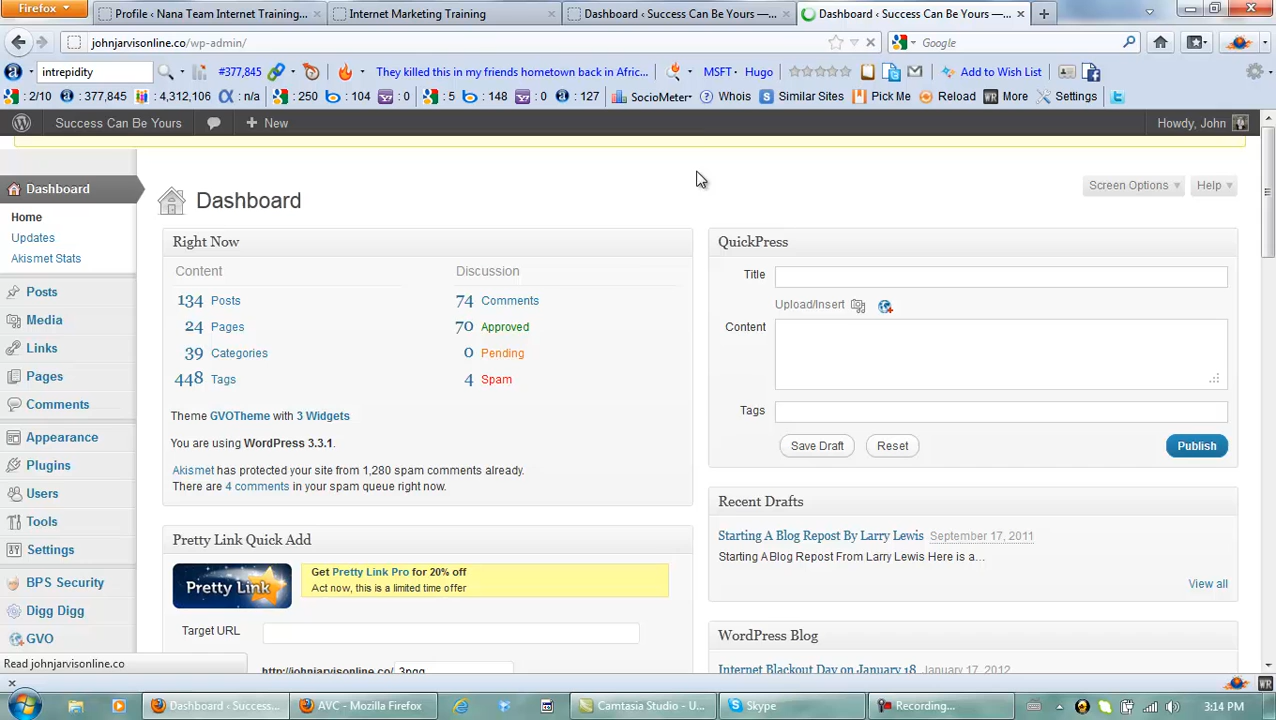 Firefox
Profile ‹ Nana Team Internet Training...
Internet Marketing Training
Dashboard ‹ Success Can Be Yours —...
Dashboard ‹ Success Can Be Yours —...
johnjarvisonline.co/wp-admin/
Google
intrepidity
#377,845
They killed this in my friends hometown back in Afric...
MSFT
Hugo
Add to Wish List
: 2/10
: 377,845
: 4,312,106
: n/a
: 250
: 104
: 0
: 5
: 148
: 0
: 127
SocioMeter
Whois
Similar Sites
Pick Me
Reload
More
Settings
Success Can Be Yours
New
Howdy, John
Dashboard
Home
Updates
Akismet Stats
Posts
Media
Links
Pages
Comments
Appearance
Plugins
Users
Tools
Settings
BPS Security
Digg Digg
GVO
Dashboard
Screen Options
Help
Right Now
Content
Discussion
134 Posts
74 Comments
24 Pages
70 Approved
39 Categories
0 Pending
448 Tags
4 Spam
Theme GVOTheme with 3 Widgets
You are using WordPress 3.3.1.
Akismet has protected your site from 1,280 spam comments already.
There are 4 comments in your spam queue right now.
Pretty Link Quick Add
Pretty Link
Get Pretty Link Pro for 20% off
Act now, this is a limited time offer
Target URL
http://johnjarvisonline.co/ 3pgg
QuickPress
Title
Upload/Insert
Content
Tags
Save Draft
Reset
Publish
Recent Drafts
Starting A Blog Repost By Larry Lewis September 17, 2011
Starting A Blog Repost From Larry Lewis Here is a...
View all
WordPress Blog
Internet Blackout Day on January 18 January 17, 2012
Read johnjarvisonline.co
Dashboard ‹ Success...
AVC - Mozilla Firefox
Camtasia Studio - U...
Skype
Recording...
3:14 PM